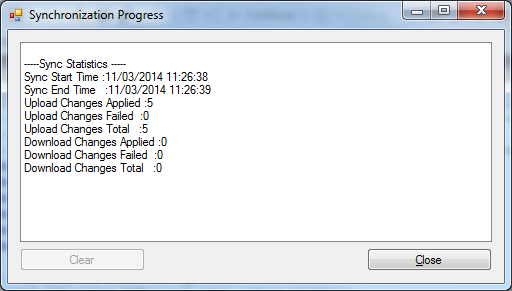 Synchronization Progress
-----Sync Statistics -----
Sync Start Time :11/03/2014 11:26:38
Sync End Time   :11/03/2014 11:26:39
Upload Changes Applied :5
Upload Changes Failed  :0
Upload Changes Total   :5
Download Changes Applied :0
Download Changes Failed  :0
Download Changes Total   :0
Clear
Close